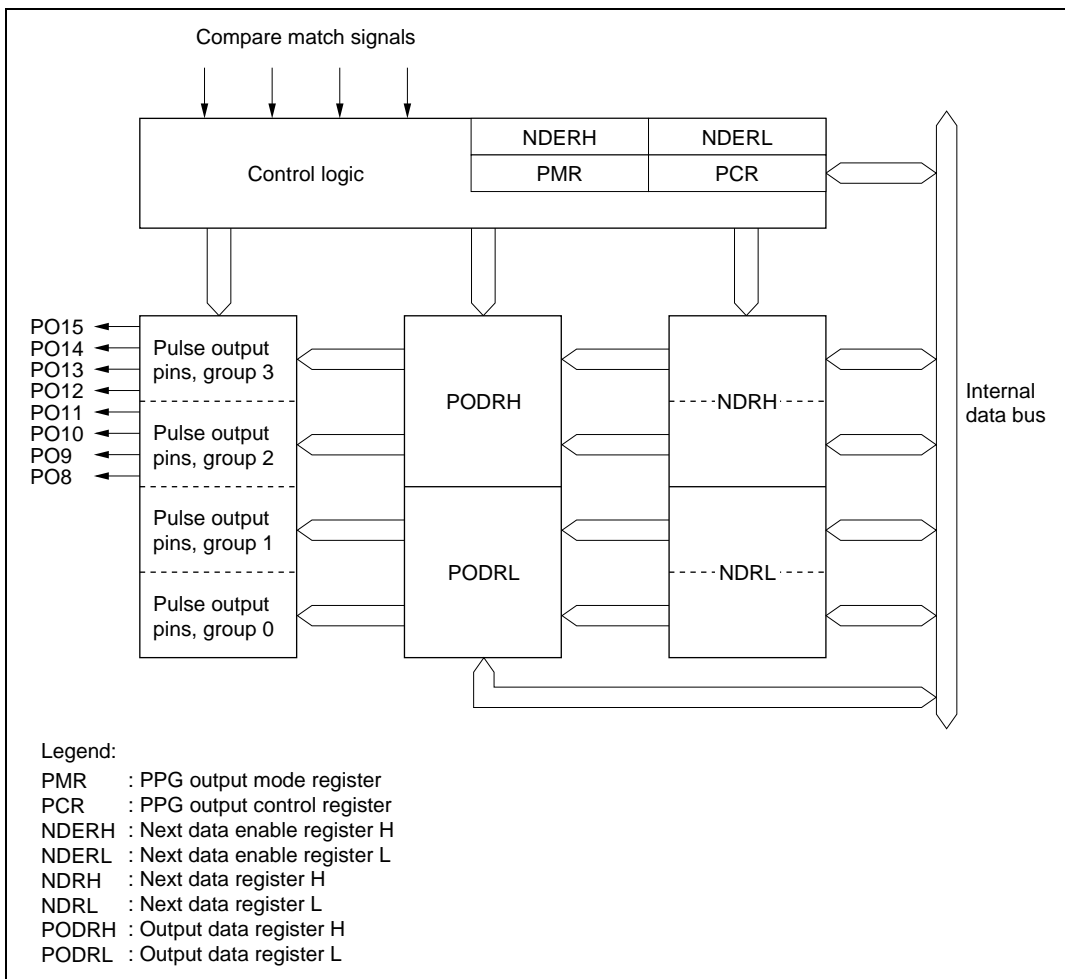 Compare match signals
NDERH NDERL
Control logic PMR PCR
PO15
PO14
PO13
PO12
PO11
PO10
PO9
PO8
Pulse output
pins, group 3
Pulse output
pins, group 2
Pulse output
pins, group 1
Pulse output
pins, group 0
PODRH
PODRL
NDRH
NDRL
Internal
data bus
Legend:
PMR : PPG output mode register
PCR : PPG output control register
NDERH : Next data enable register H
NDERL : Next data enable register L
NDRH : Next data register H
NDRL : Next data register L
PODRH : Output data register H
PODRL : Output data register L